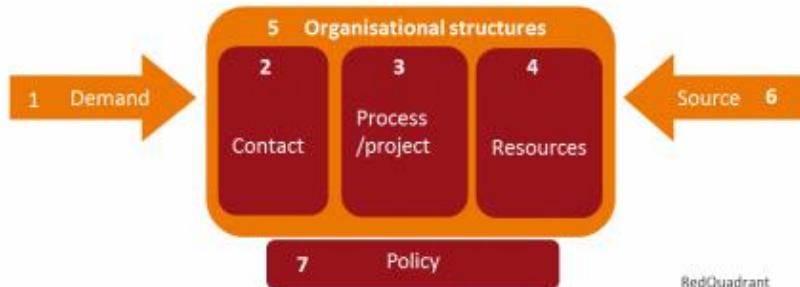 5 Organisational structures
1 Demand
2
Contact
3
Process
/project
4
Resources
Source 6
7 Policy
RedQuadrant